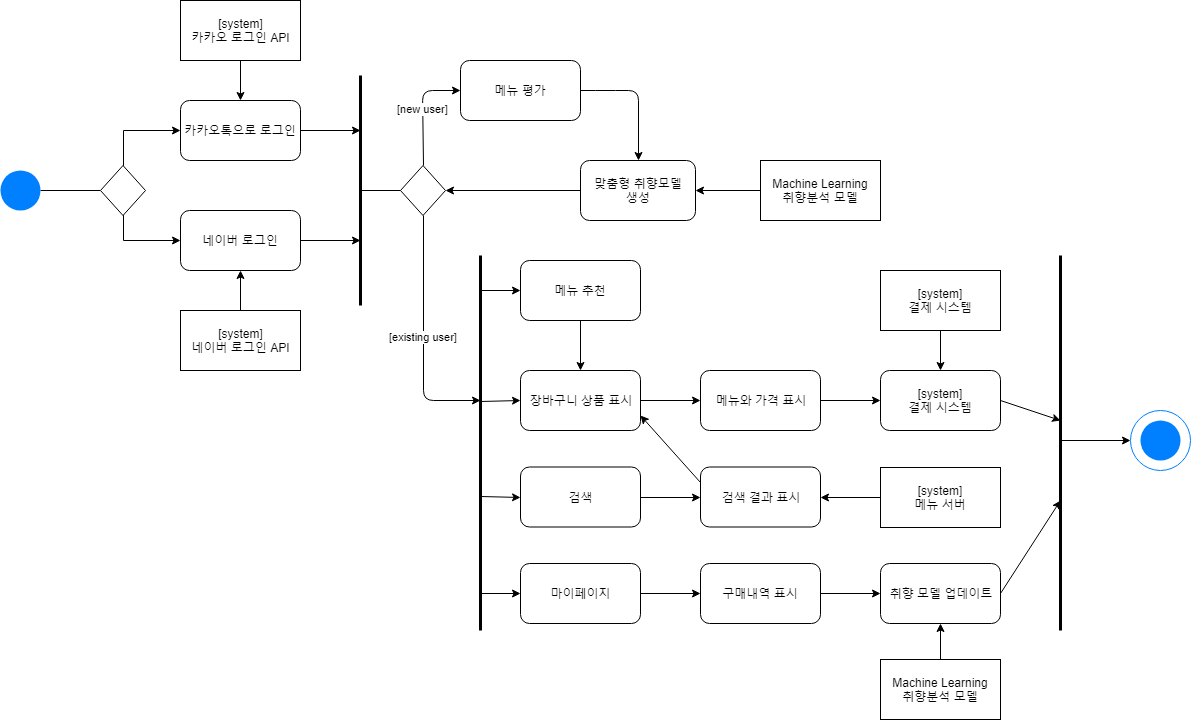 [system]
카카오 로그인 API
카카오톡으로 로그인
네이버 로그인
[system]
네이버 로그인 API
[new user]
메뉴 평가
맞춤형 취향모델
생성
Machine Learning
취향분석 모델
[existing user]
메뉴 추천
[system]
결제 시스템
장바구니 상품 표시
메뉴와 가격 표시
[system]
결제 시스템
검색
검색 결과 표시
[system]
메뉴 서버
마이페이지
구매내역 표시
취향 모델 업데이트
Machine Learning
취향분석 모델